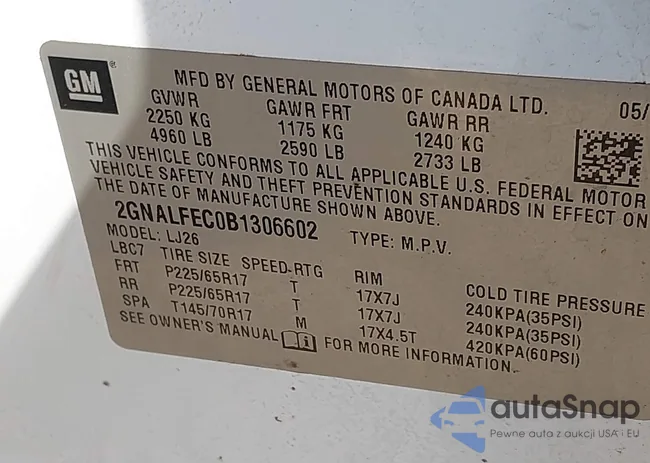 GM ®
MFD BY GENERAL MOTORS OF CANADA LTD. 05/
GVWR GAWR FRT GAWR RR
2250 KG 1175 KG 1240 KG
4960 LB 2590 LB 2733 LB
THIS VEHICLE CONFORMS TO ALL APPLICABLE U.S. FEDERAL MOTOR
VEHICLE SAFETY AND THEFT PREVENTION STANDARDS IN EFFECT ON
THE DATE OF MANUFACTURE SHOWN ABOVE.
2GNALFEC0B1306602 TYPE: M.P.V.
MODEL: LJ26
LBC7 TIRE SIZE SPEED-RTG RIM COLD TIRE PRESSURE
FRT P225/65R17 T 17X7J 240KPA(35PSI)
RR P225/65R17 T 17X7J 240KPA(35PSI)
SPA T145/70R17 M 17X4.5T 420KPA(60PSI)
SEE OWNER'S MANUAL i FOR MORE INFORMATION.
autaSnap
Pewne auta z aukcji USA i EU